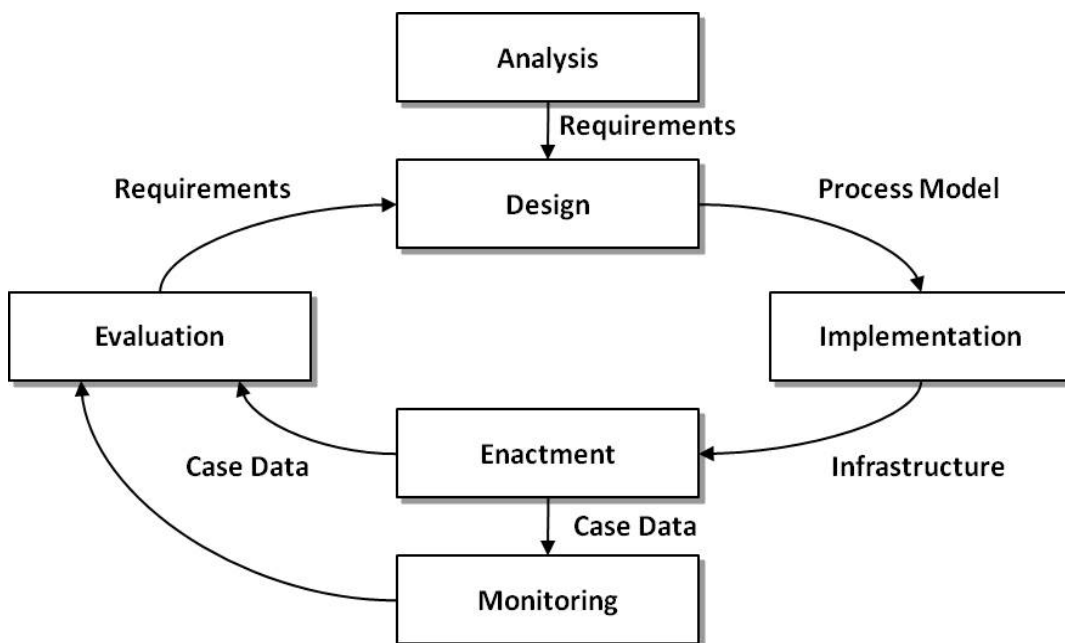 Analysis
Requirements
Requirements
Design
Process Model
Evaluation
Implementation
Enactment
Case Data
Infrastructure
Case Data
Monitoring